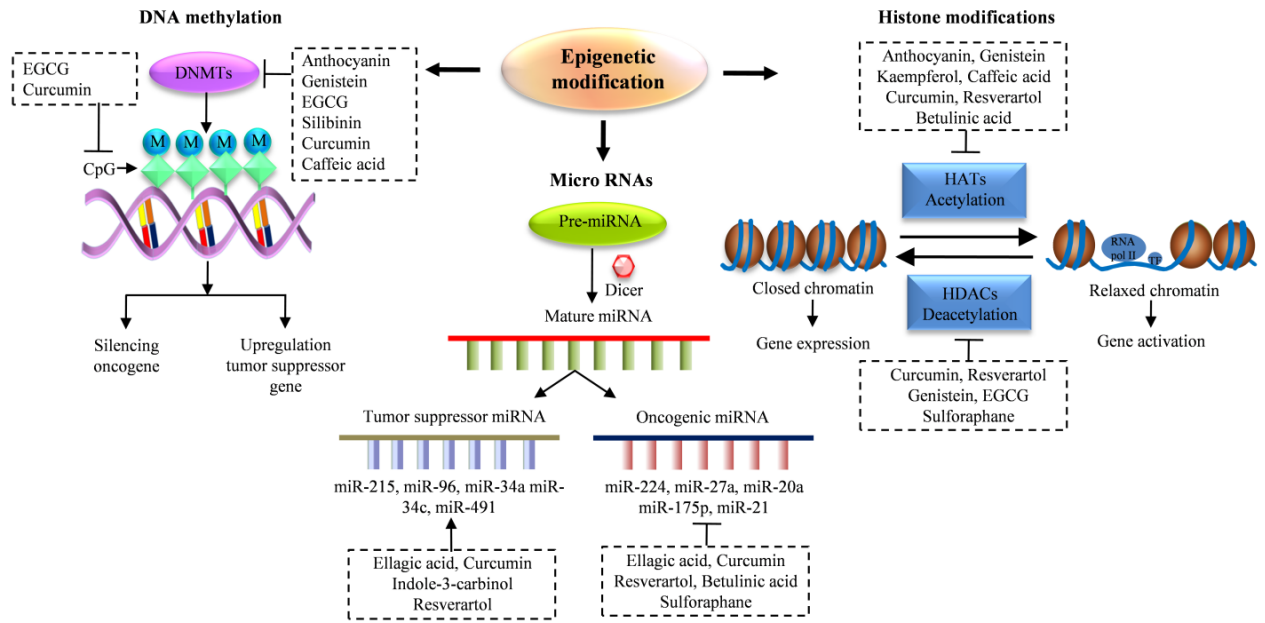 DNA methylation
EGCG
Curcumin
DNMTs
Anthocyanin
Genistein
EGCG
Silibinin
Curcumin
Caffeic acid
M
M
M
M
CpG
Silencing
oncogene
Upregulation
tumor suppressor
gene
Epigenetic
modification
Micro RNAs
Pre-miRNA
Dicer
Mature miRNA
Tumor suppressor miRNA
miR-215, miR-96, miR-34a miR-
34c, miR-491
Ellagic acid, Curcumin
Indole-3-carbinol
Resverartol
Oncogenic miRNA
miR-224, miR-27a, miR-20a
miR-175p, miR-21
Ellagic acid, Curcumin
Resverartol, Betulinic acid
Sulforaphane
Histone modifications
Anthocyanin, Genistein
Kaempferol, Caffeic acid
Curcumin, Resverartol
Betulinic acid
HATs
Acetylation
RNA
pol II
TF
Closed chromatin
Gene expression
HDACs
Deacetylation
Relaxed chromatin
Gene activation
Curcumin, Resverartol
Genistein, EGCG
Sulforaphane